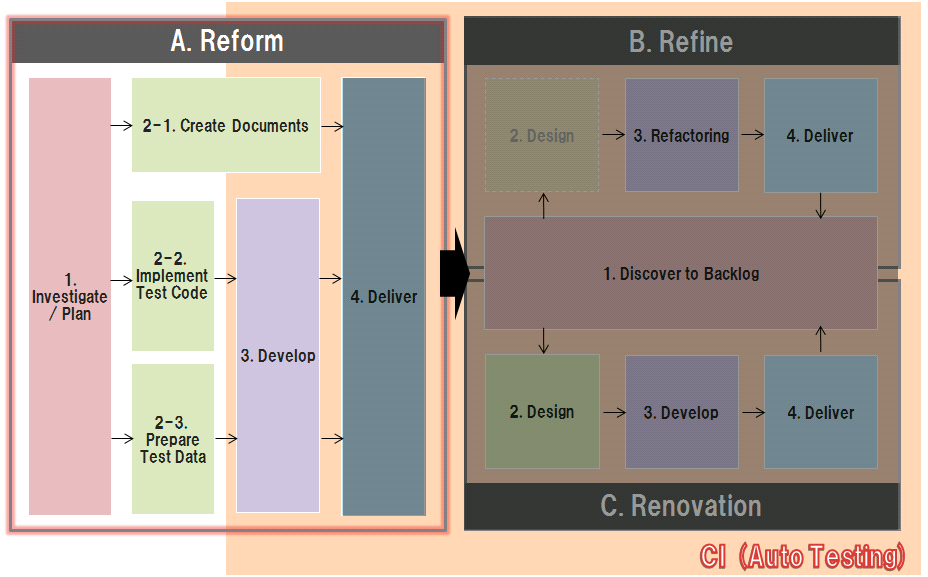 A. Reform
1.
Investigate
/ Plan
2-1. Create Documents
2-2.
Implement
Test Code
2-3.
Prepare
Test Data
3. Develop
4. Deliver
B. Refine
2. Design
3. Refactoring
4. Deliver
1. Discover to Backlog
2. Design
3. Develop
4. Deliver
C. Renovation
CI (Auto Testing)